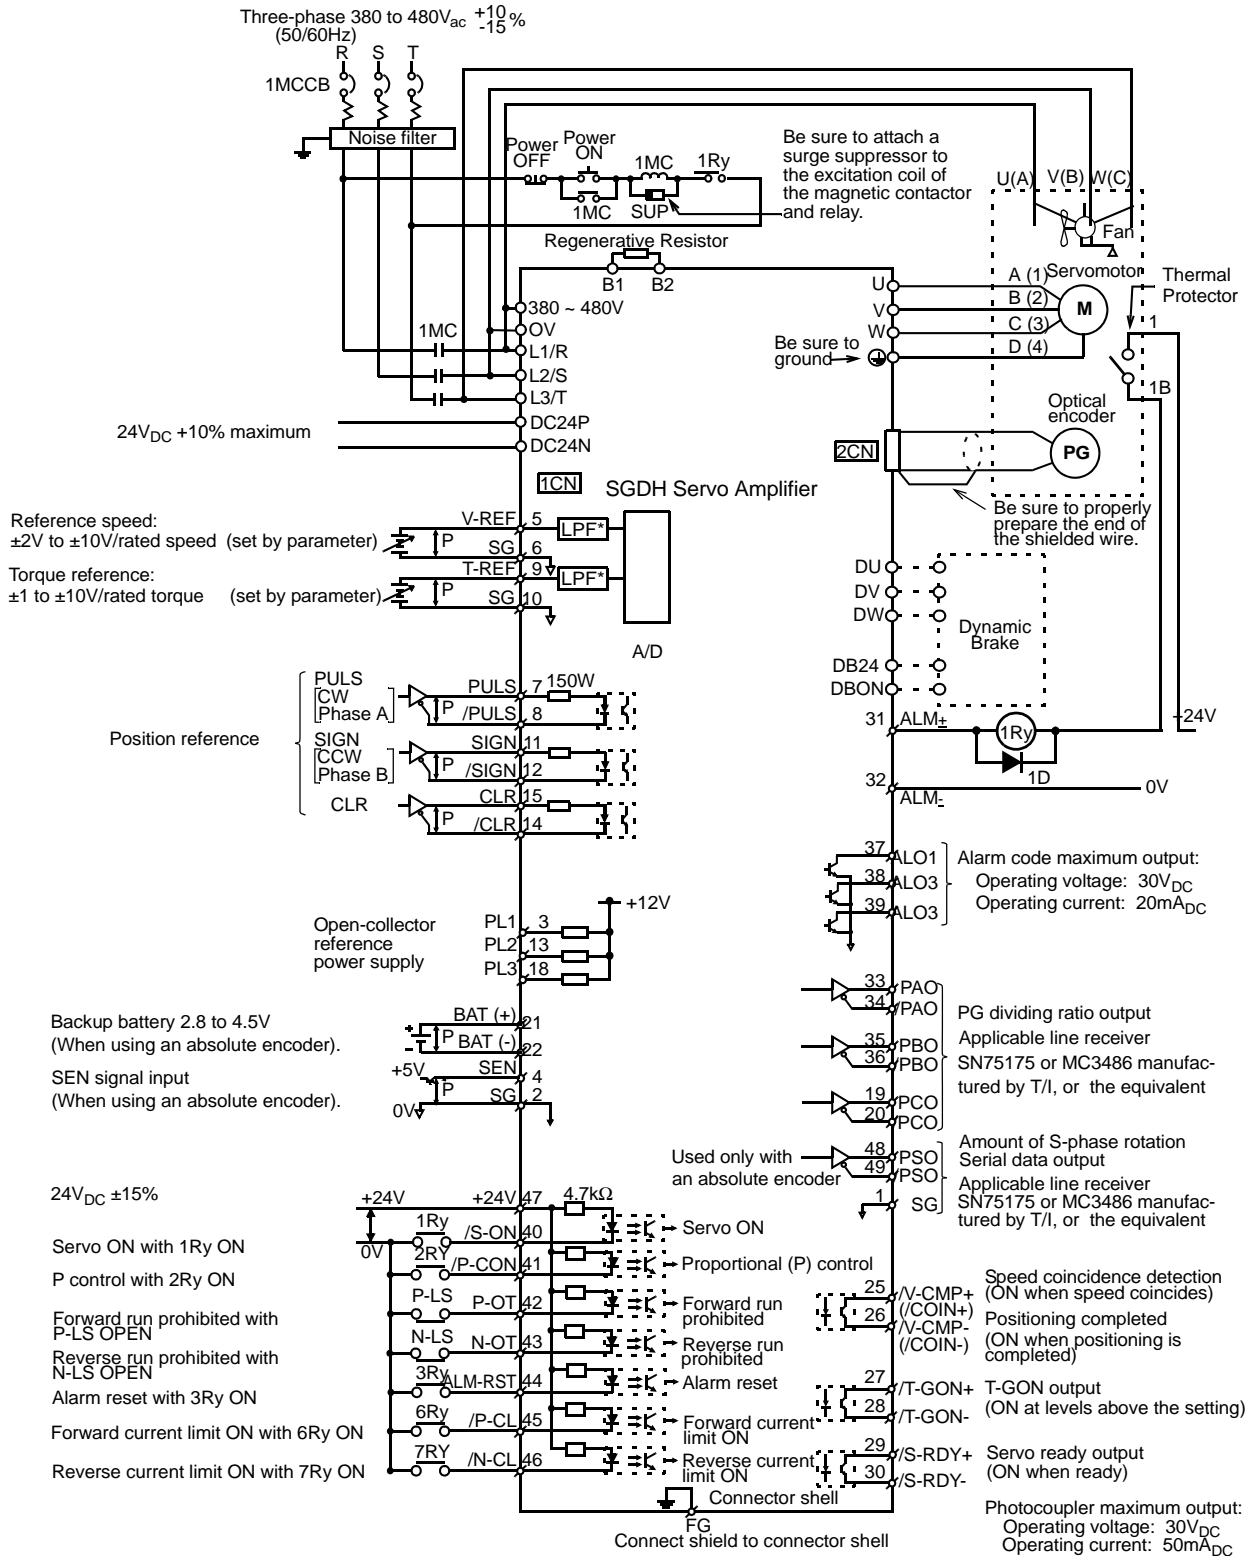 Three-phase 380 to 480Vac +10 -15 %
(50/60Hz)
R S T
1MCCB
Noise filter
Power OFF
Power ON
1MC
1MC
SUP
1Ry
Be sure to attach a
surge suppressor to
the excitation coil of
the magnetic contactor
and relay.
U(A) V(B) W(C)
Fan
Regenerative Resistor
B1 B2
380 ~ 480V
OV
1MC
L1/R
L2/S
L3/T
DC24P
DC24N
24VDC +10% maximum
U
V
W
Be sure to
ground
A (1)
B (2)
C (3)
D (4)
Servomotor
M
Thermal
Protector
1
1B
Optical
encoder
PG
2CN
Be sure to properly
prepare the end of
the shielded wire.
1CN
SGDH Servo Amplifier
Reference speed:
±2V to ±10V/rated speed (set by parameter)
P
V-REF 5
SG 6
LPF*
Torque reference:
±1 to ±10V/rated torque (set by parameter)
P
T-REF 9
SG 10
LPF*
A/D
DU
DV
DW
DB24
DBON
Dynamic
Brake
Position reference
PULS
CW
Phase A
P
PULS 7
/PULS 8
150W
SIGN
CCW
Phase B
P
SIGN 11
/SIGN 12
CLR
P
CLR 15
/CLR 14
31 ALM+
1Ry
1D
+24V
32
ALM-
0V
37 ALO1
38 ALO3
39 ALO3
Alarm code maximum output:
Operating voltage: 30VDC
Operating current: 20mADC
Open-collector
reference
power supply
PL1 3
PL2 13
PL3 18
+12V
33 PAO
34 /PAO
35 PBO
36 /PBO
19 PCO
20 /PCO
PG dividing ratio output
Applicable line receiver
SN75175 or MC3486 manufac-
tured by T/I, or the equivalent
Backup battery 2.8 to 4.5V
(When using an absolute encoder).
+
-
P
BAT (+) 21
BAT (-) 22
SEN signal input
(When using an absolute encoder).
+5V
0V
P
SEN 4
SG 2
Used only with
an absolute encoder
48 PSO
49 /PSO
1 SG
Amount of S-phase rotation
Serial data output
Applicable line receiver
SN75175 or MC3486 manufac-
tured by T/I, or the equivalent
24VDC ±15%
+24V
0V
+24V 47
4.7kΩ
Servo ON with 1Ry ON
1Ry
/S-ON 40
Servo ON
P control with 2Ry ON
2RY
/P-CON 41
Proportional (P) control
Forward run prohibited with
P-LS OPEN
P-LS
P-OT 42
Forward run
prohibited
Reverse run prohibited with
N-LS OPEN
N-LS
N-OT 43
Reverse run
prohibited
Alarm reset with 3Ry ON
3Ry
ALM-RST 44
Alarm reset
Forward current limit ON with 6Ry ON
6Ry
/P-CL 45
Forward current
limit ON
Reverse current limit ON with 7Ry ON
7RY
/N-CL 46
Reverse current
limit ON
25 /V-CMP+
(/COIN+)
26 /V-CMP-
(/COIN-)
Speed coincidence detection
(ON when speed coincides)
Positioning completed
(ON when positioning is
completed)
27 /T-GON+
28 /T-GON-
T-GON output
(ON at levels above the setting)
29 /S-RDY+
30 /S-RDY-
Servo ready output
(ON when ready)
Connector shell
FG
Connect shield to connector shell
Photocoupler maximum output:
Operating voltage: 30VDC
Operating current: 50mADC